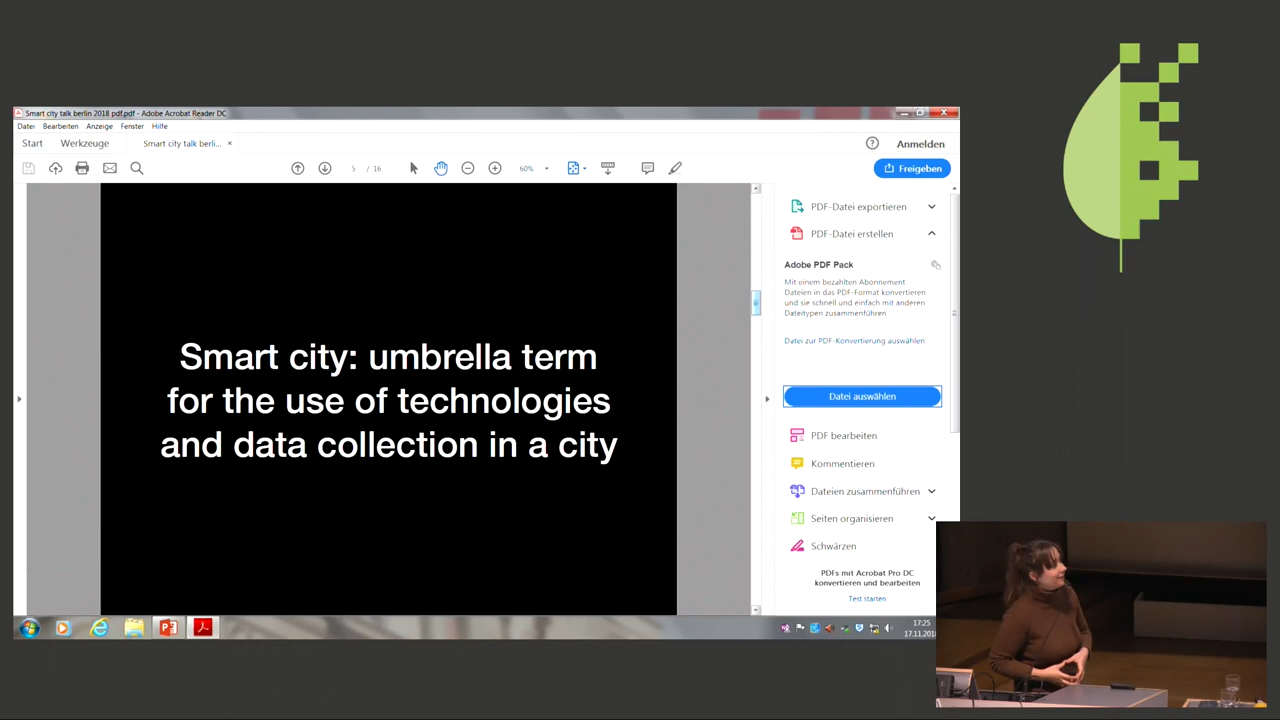 Smart city talk berlin 2018 pdf.pdf - Adobe Acrobat Reader DC
Datei Bearbeiten Anzeige Fenster Hilfe
Start Werkzeuge Smart city talk berli... × Anmelden
5 / 16 60% Freigeben
Smart city: umbrella term
for the use of technologies
and data collection in a city
PDF-Datei exportieren
PDF-Datei erstellen
Adobe PDF Pack
Mit einem bezahlten Abonnement
Dateien in das PDF-Format konvertieren
und sie schnell und einfach mit anderen
Dateitypen zusammenführen
Datei zur PDF-Konvertierung auswählen
Datei auswählen
PDF bearbeiten
Kommentieren
Dateien zusammenführen
Seiten organisieren
Schwärzen
PDFs mit Acrobat Pro DC
konvertieren und bearbeiten
Test starten
17:25
17.11.2018